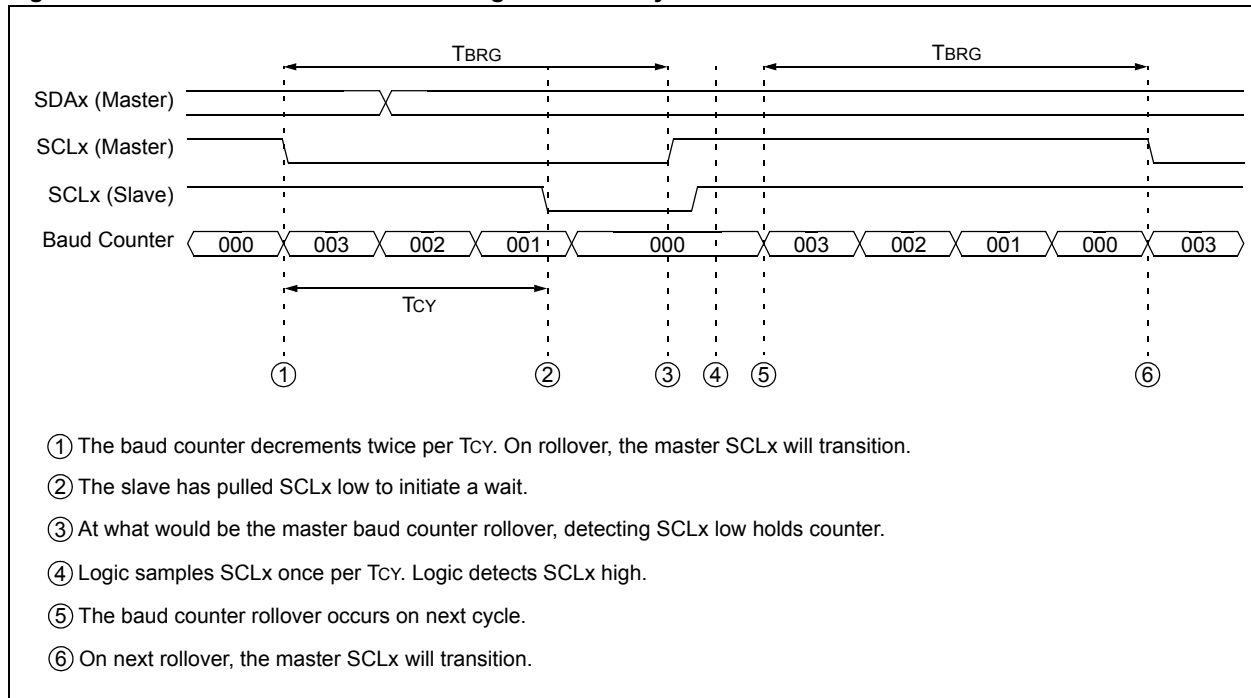 TBRG
TBRG
SDAx (Master)
SCLx (Master)
SCLx (Slave)
Baud Counter 000 003 002 001 000 003 002 001 000 003
TCY
1 2 3 4 5 6
① The baud counter decrements twice per TCY. On rollover, the master SCLx will transition.
② The slave has pulled SCLx low to initiate a wait.
③ At what would be the master baud counter rollover, detecting SCLx low holds counter.
④ Logic samples SCLx once per TCY. Logic detects SCLx high.
⑤ The baud counter rollover occurs on next cycle.
⑥ On next rollover, the master SCLx will transition.